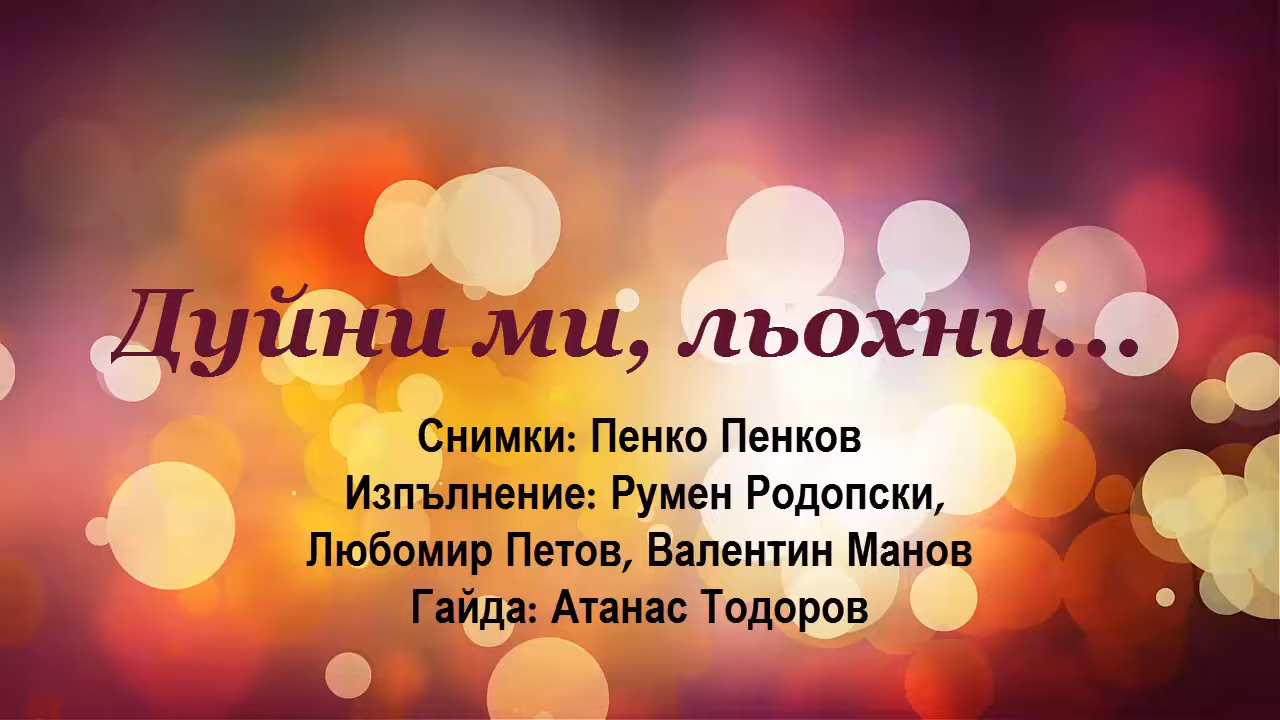 Дуйни ми, льохни...
Снимки: Пенко Пенков
Изпълнение: Румен Родопски,
Любомир Петов, Валентин Манов
Гайда: Атанас Тодоров